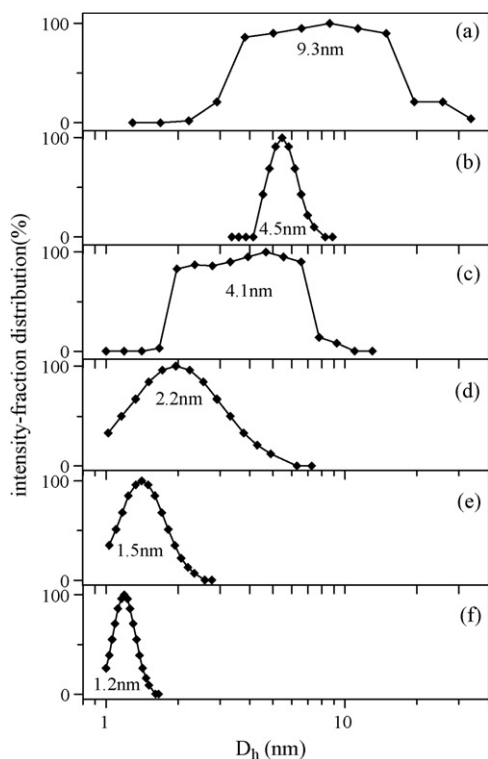 intensity-fraction distribution(%)
100
0
(a)
9.3nm
100
0
(b)
4.5nm
100
0
(c)
4.1nm
100
0
(d)
2.2nm
100
0
(e)
1.5nm
100
0
(f)
1.2nm
1 10
Dh (nm)